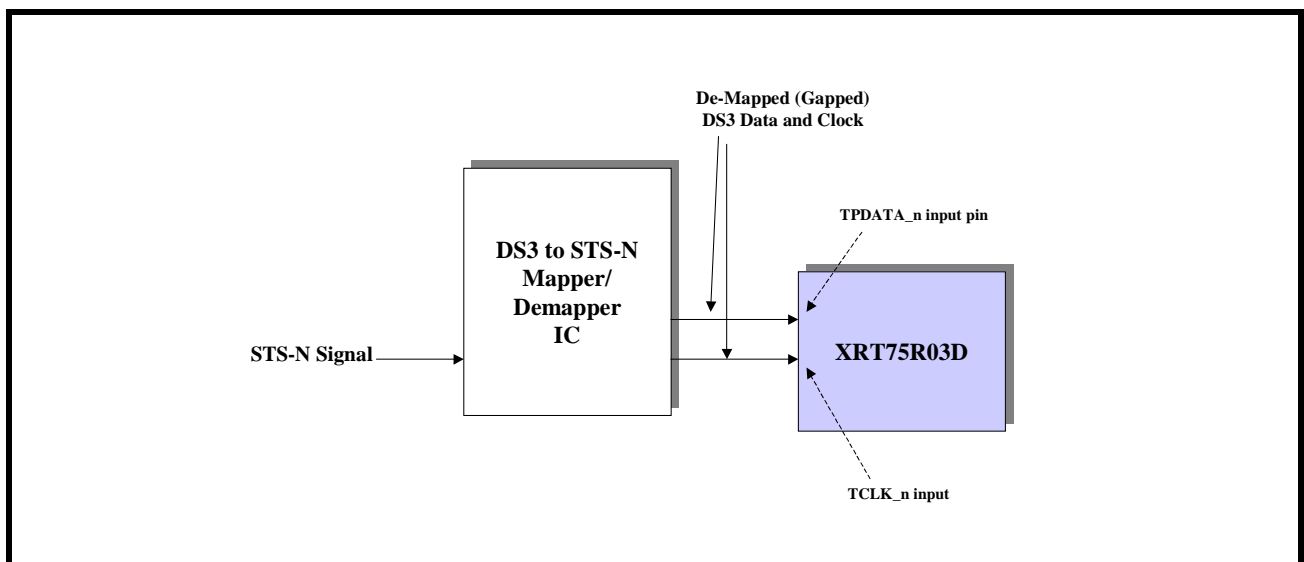 De-Mapped (Gapped)
DS3 Data and Clock
TPDATA_n input pin
DS3 to STS-N
Mapper/
Demapper
IC
STS-N Signal
XRT75R03D
TCLK_n input